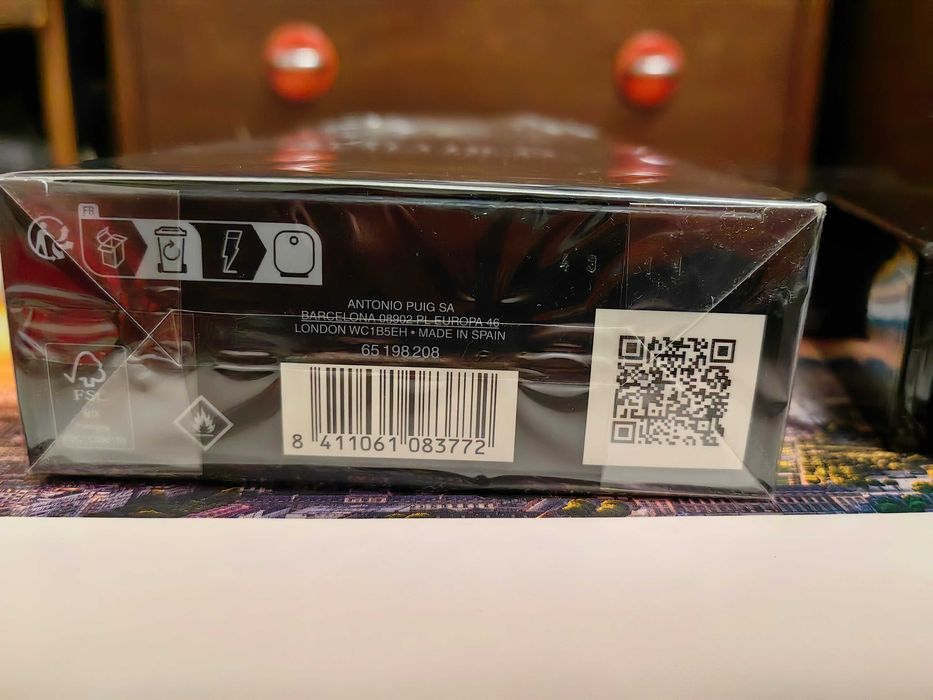 FR
ANTONIO PUIG SA
BARCELONA 08902 PL EUROPA 46
LONDON WC1B5EH • MADE IN SPAIN
65 198 208
8 411061 083772
FSC